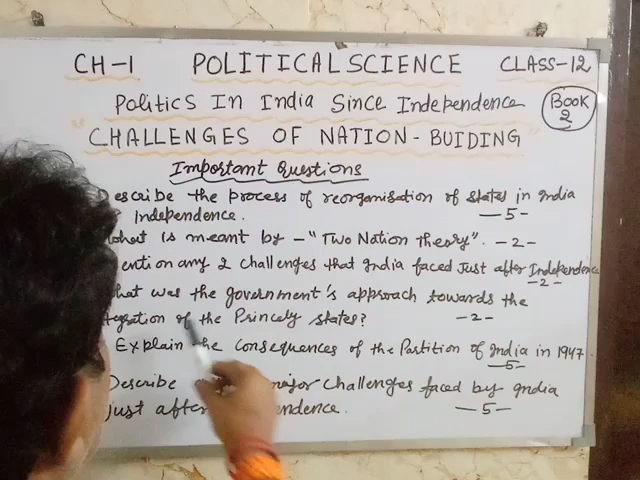 CH-1 POLITICAL SCIENCE CLASS-12
Politics In India Since Independence Book 2
"CHALLENGES OF NATION-BUIDING"
Important Questions
escribe the process of reorganisation of states in India
Independence. -5-
what is meant by - "Two Nation Theory". -2-
ention any 2 challenges that India faced Just after Independence
-2-
hat was the government's approach towards the
of the Princely states? -2-
Explain the consequences of the Partition of India in 1947.
-5-
Describe major challenges faced by India
just after -5-